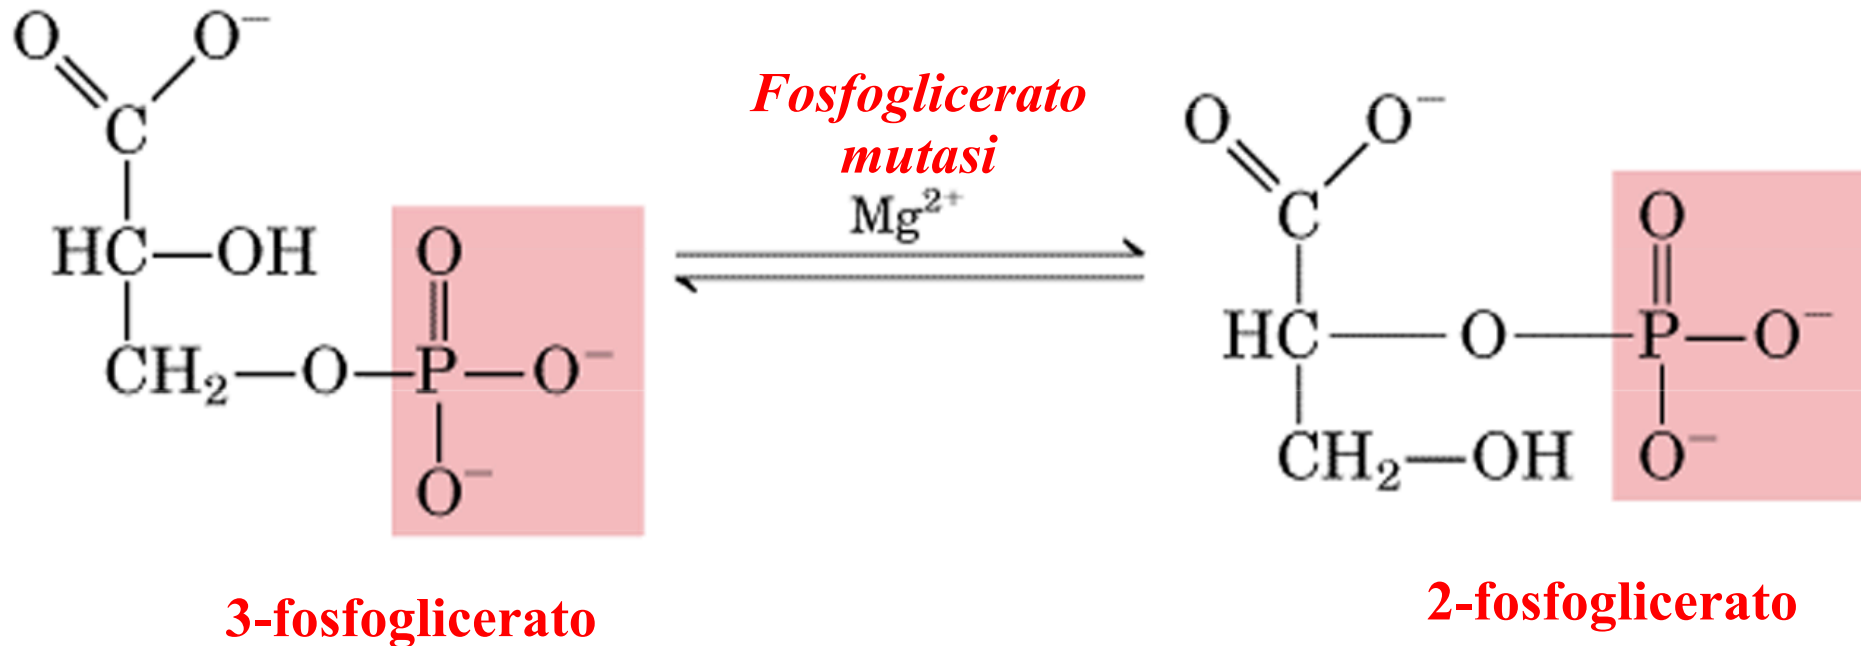 O O⁻
C
HC—OH
O
CH₂—O—P—O⁻
O⁻
3-fosfoglicerato
Fosfoglicerato
mutasi
Mg²⁺
O O⁻
C
O
HC—O—P—O⁻
CH₂—OH
O⁻
2-fosfoglicerato